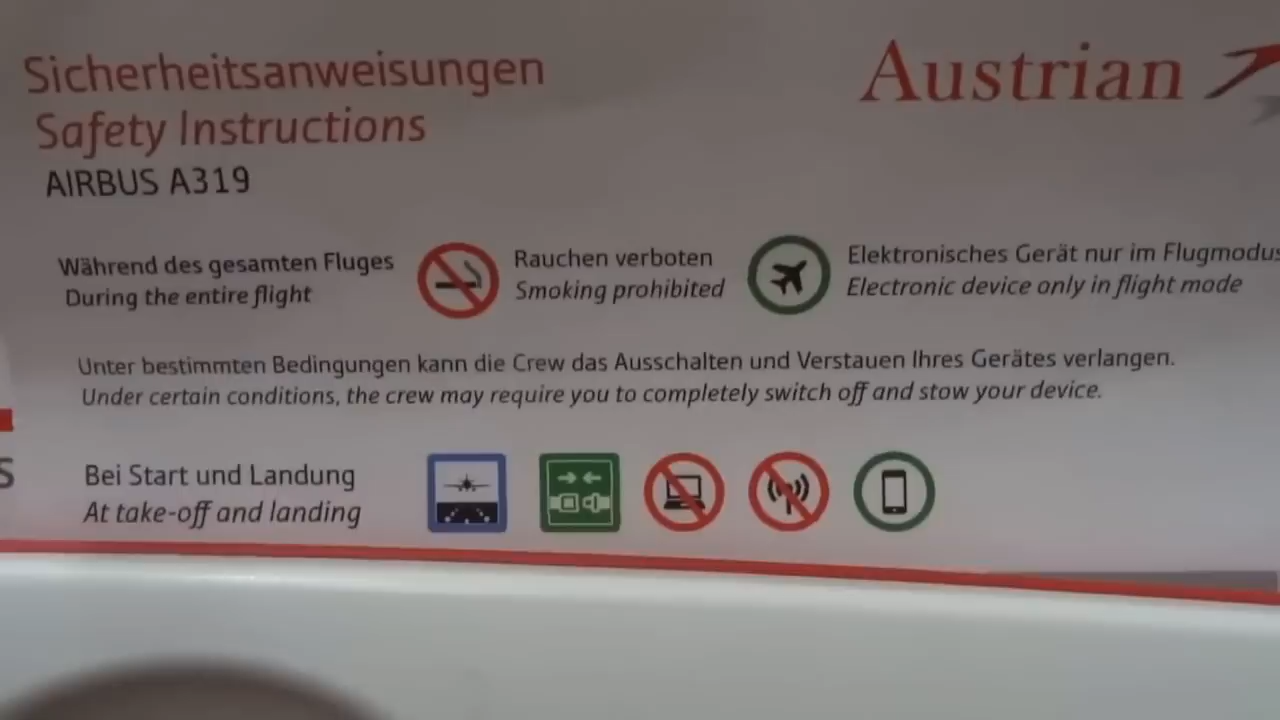 Sicherheitsanweisungen
Safety Instructions
AIRBUS A319
Austrian
Während des gesamten Fluges
During the entire flight
Rauchen verboten
Smoking prohibited
Elektronisches Gerät nur im Flugmodus
Electronic device only in flight mode
Unter bestimmten Bedingungen kann die Crew das Ausschalten und Verstauen Ihres Gerätes verlangen.
Under certain conditions, the crew may require you to completely switch off and stow your device.
S
Bei Start und Landung
At take-off and landing